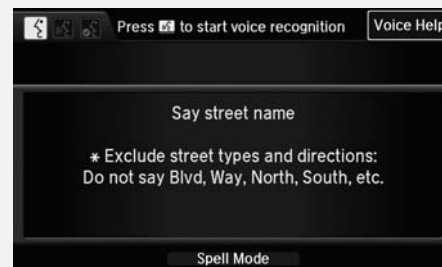 Press to start voice recognition
Voice Help
Say street name
* Exclude street types and directions:
Do not say Blvd, Way, North, South, etc.
Spell Mode